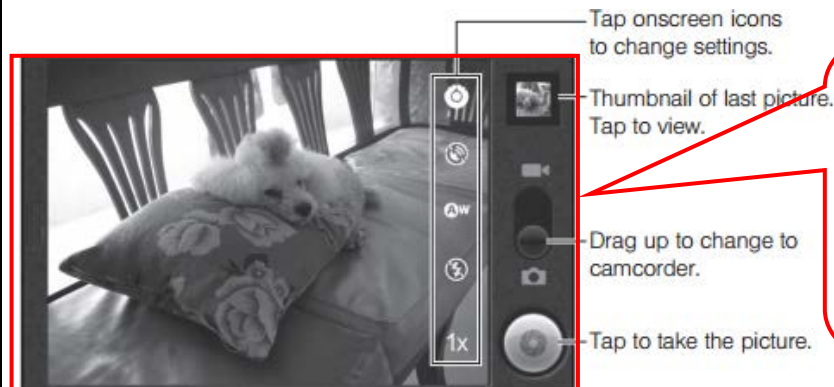 Tap onscreen icons
to change settings.
Thumbnail of last picture.
Tap to view.
AW
Drag up to change to
camcorder.
1x
Tap to take the picture.